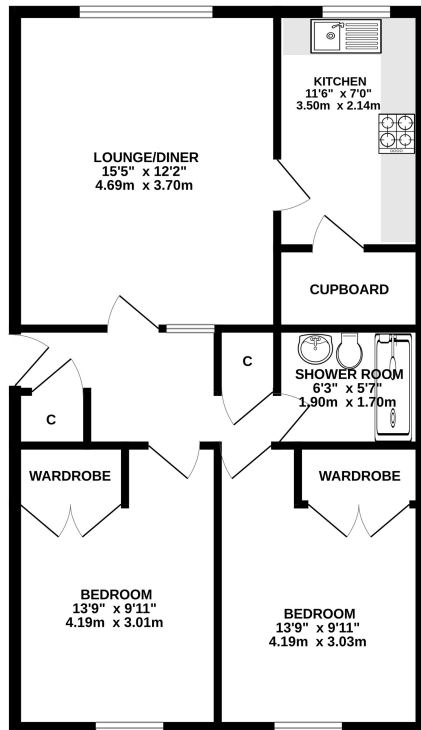 KITCHEN
11'6" x 7'0"
3.50m x 2.14m
LOUNGE/DINER
15'5" x 12'2"
4.69m x 3.70m
CUPBOARD
C
SHOWER ROOM
6'3" x 5'7"
1.90m x 1.70m
C
WARDROBE
WARDROBE
BEDROOM
13'9" x 9'11"
4.19m x 3.01m
BEDROOM
13'9" x 9'11"
4.19m x 3.03m